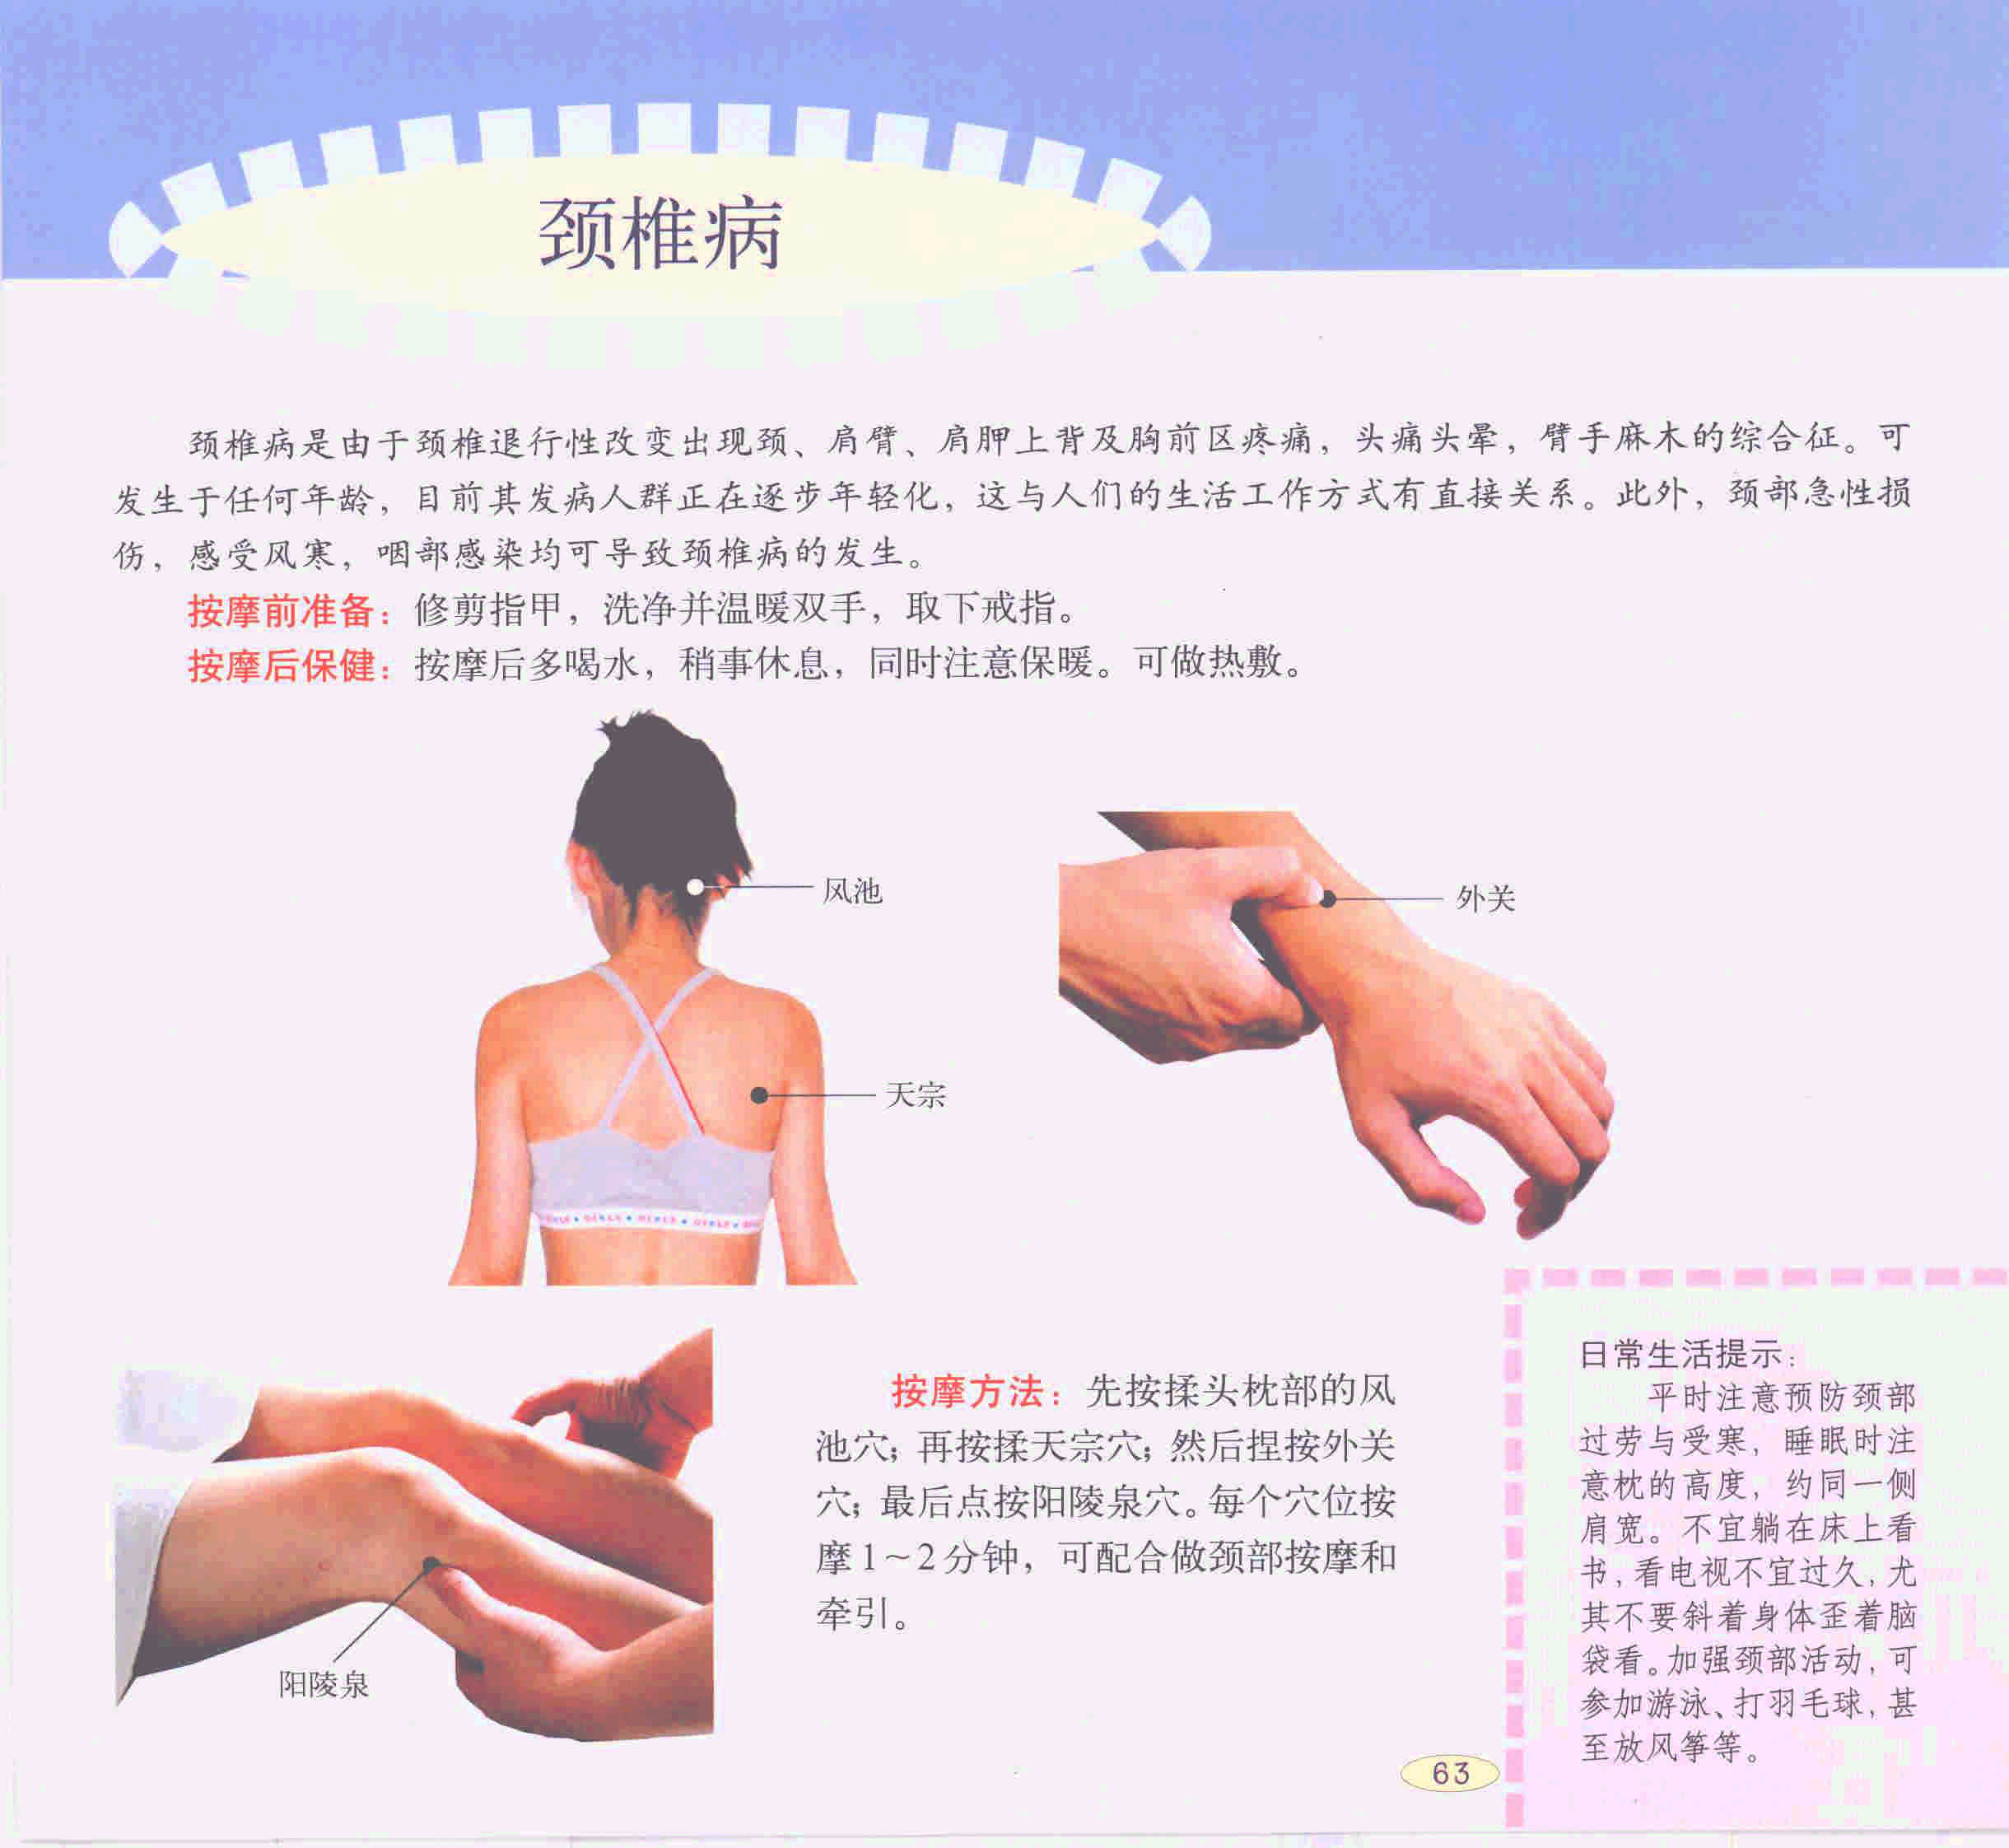 颈椎病
颈椎病是由于颈椎退行性改变出现颈、肩臂、肩胛上背及胸前区疼痛，头痛头晕，臂手麻木的综合征。可
发生于任何年龄，目前其发病人群正在逐步年轻化，这与人们的生活工作方式有直接关系。此外，颈部急性损
伤，感受风寒，咽部感染均可导致颈椎病的发生。
按摩前准备：修剪指甲，洗净并温暖双手，取下戒指。
按摩后保健：按摩后多喝水，稍事休息，同时注意保暖。可做热敷。
风池
外关
天宗
阳陵泉
按摩方法：先按揉头枕部的风
池穴；再按揉天宗穴；然后捏按外关
穴；最后点按阳陵泉穴。每个穴位按
摩1～2分钟，可配合做颈部按摩和
牵引。
日常生活提示：
平时注意预防颈部
过劳与受寒，睡眠时注
意枕的高度，约同一侧
肩宽。不宜躺在床上看
书，看电视不宜过久，尤
其不要斜着身体歪着脑
袋看。加强颈部活动，可
参加游泳、打羽毛球，甚
至放风筝等。
63